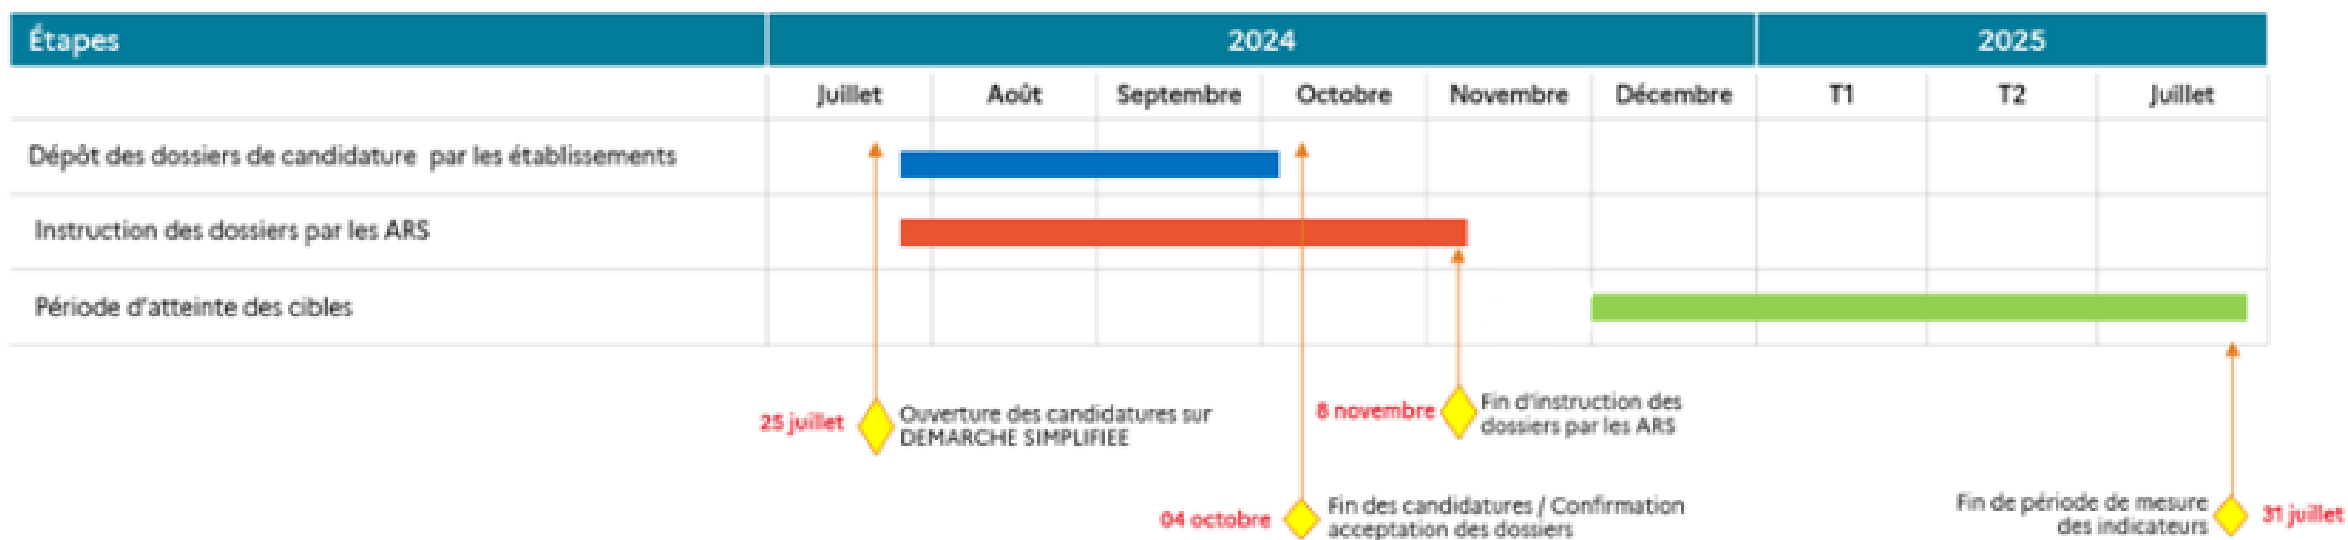 Étapes 2024 2025
Juillet Août Septembre Octobre Novembre Décembre T1 T2 Juillet
Dépôt des dossiers de candidature par les établissements
Instruction des dossiers par les ARS
Période d'atteinte des cibles
25 juillet
Ouverture des candidatures sur
DEMARCHE SIMPLIFIEE
8 novembre
Fin d'instruction des
dossiers par les ARS
04 octobre
Fin des candidatures / Confirmation
acceptation des dossiers
Fin de période de mesure
des indicateurs
31 juillet